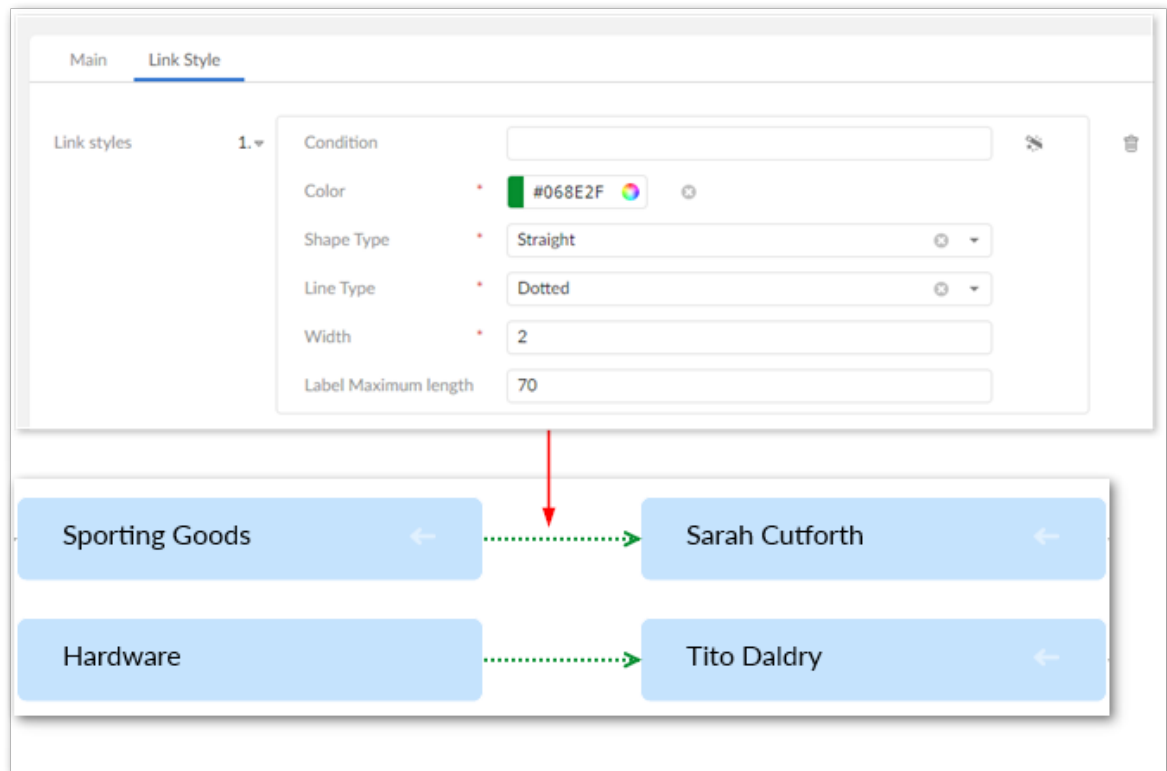 Main Link Style
Link styles 1. Condition
Color * #068E2F
Shape Type * Straight
Line Type * Dotted
Width * 2
Label Maximum length 70
Sporting Goods Sarah Cutforth
Hardware Tito Daldry